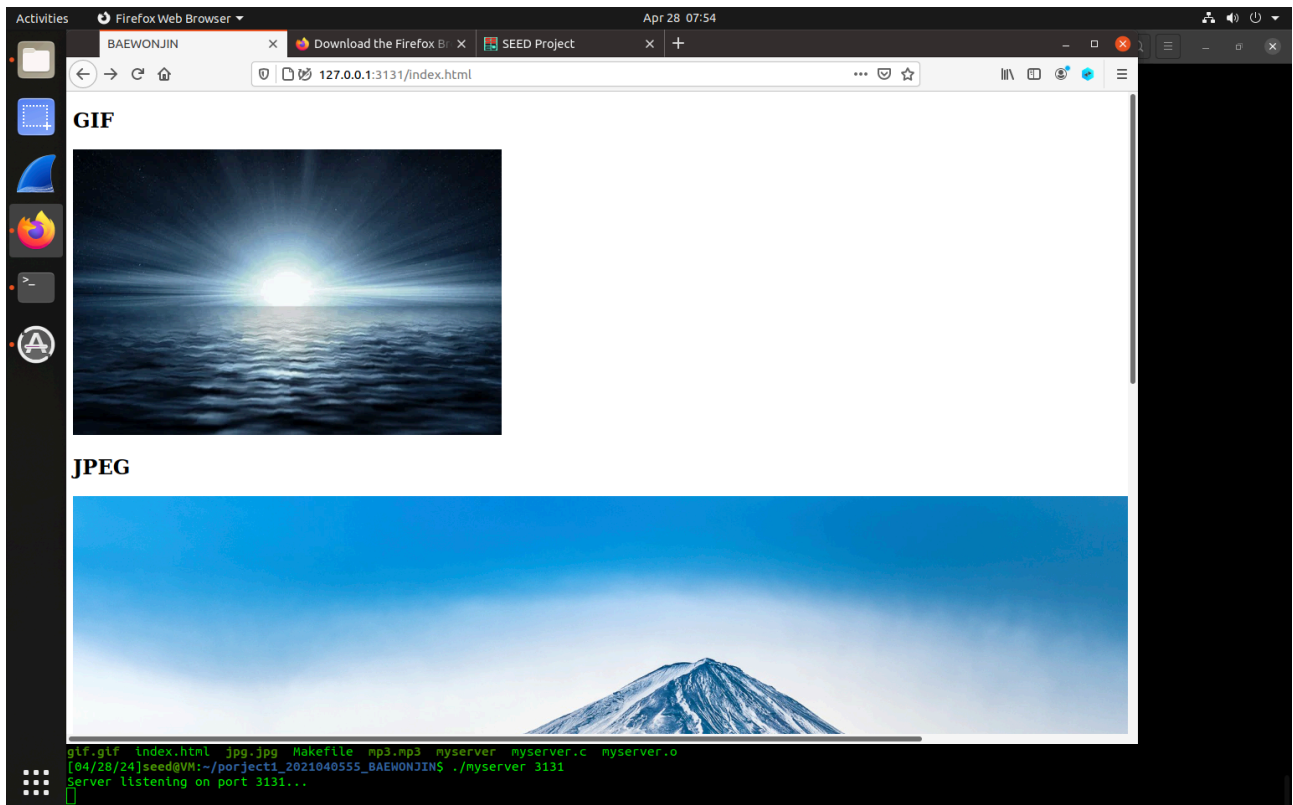 Activities Firefox Web Browser Apr 28 07:54
BAEWONJIN Download the Firefox Br SEED Project
127.0.0.1:3131/index.html
GIF
JPEG
gif.gif index.html jpg.jpg Makefile mp3.mp3 myserver myserver.c myserver.o
[04/28/24]seed@VM:~/porject1_2021040555_BAEWONJIN$ ./myserver 3131
Server listening on port 3131...